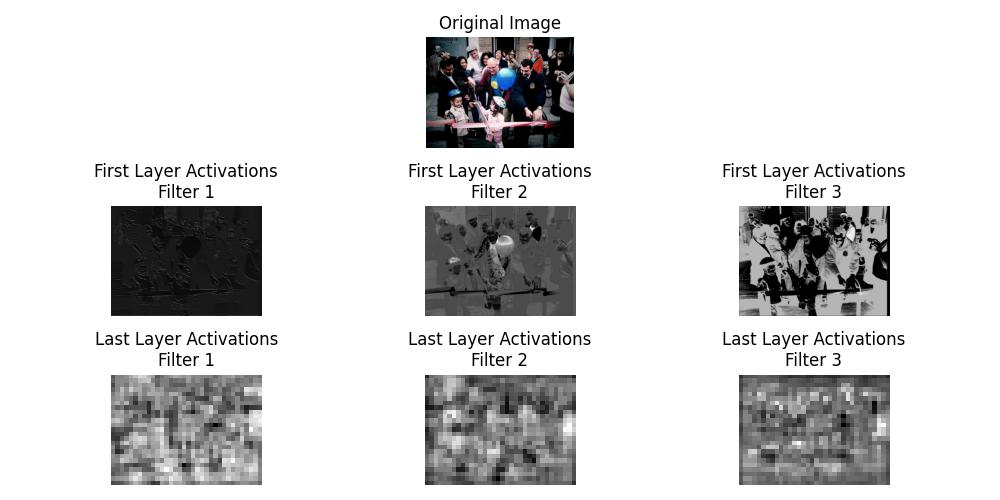 Original Image
First Layer Activations
Filter 1
First Layer Activations
Filter 2
First Layer Activations
Filter 3
Last Layer Activations
Filter 1
Last Layer Activations
Filter 2
Last Layer Activations
Filter 3